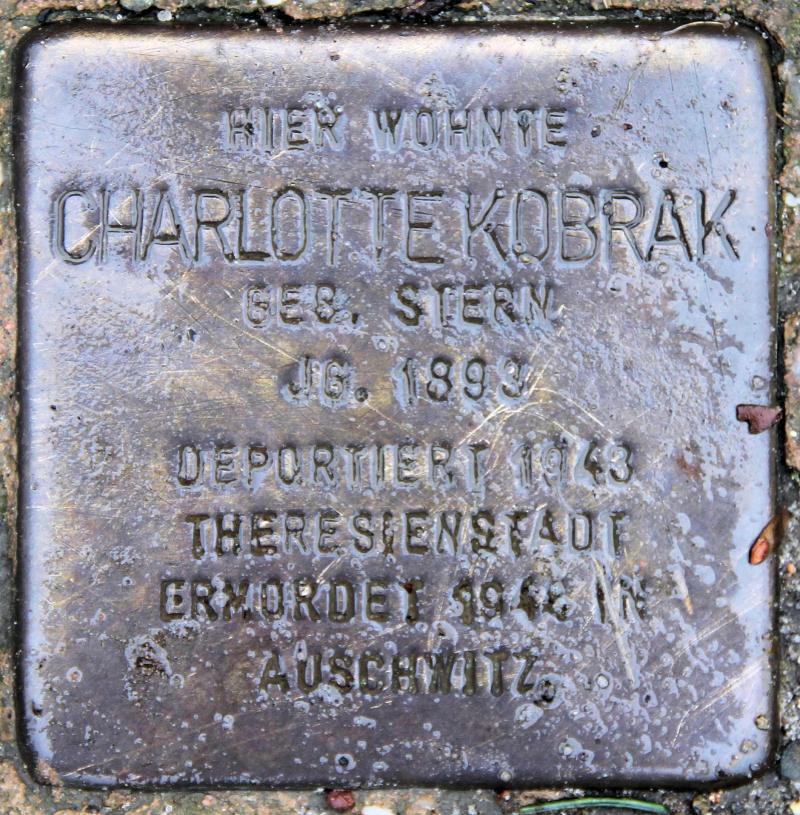 HIER WOHNTE
CHARLOTTE KOBRAK
GEB. STERN
JG. 1893
DEPORTIERT 1943
THERESIENSTADT
ERMORDET IN
AUSCHWITZ